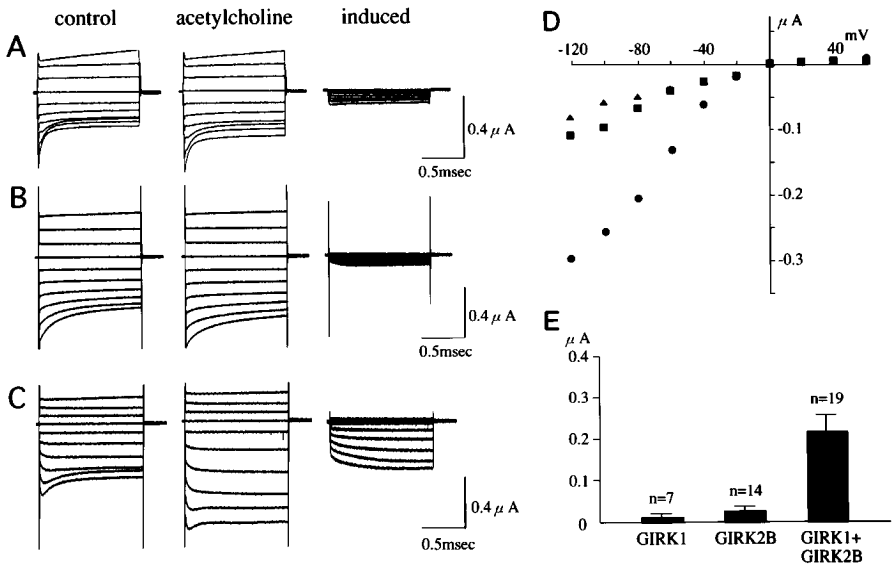 control acetylcholine induced
A
0.4 μ A
0.5msec
B
0.4 μ A
0.5msec
C
0.4 μ A
0.5msec
D
μ A
mV
-120 -80 -40 40
-0.1
-0.2
-0.3
E
μ A
0.4
0.3
0.2
0.1
0
n=7 n=14 n=19
GIRK1 GIRK2B GIRK1+
GIRK2B